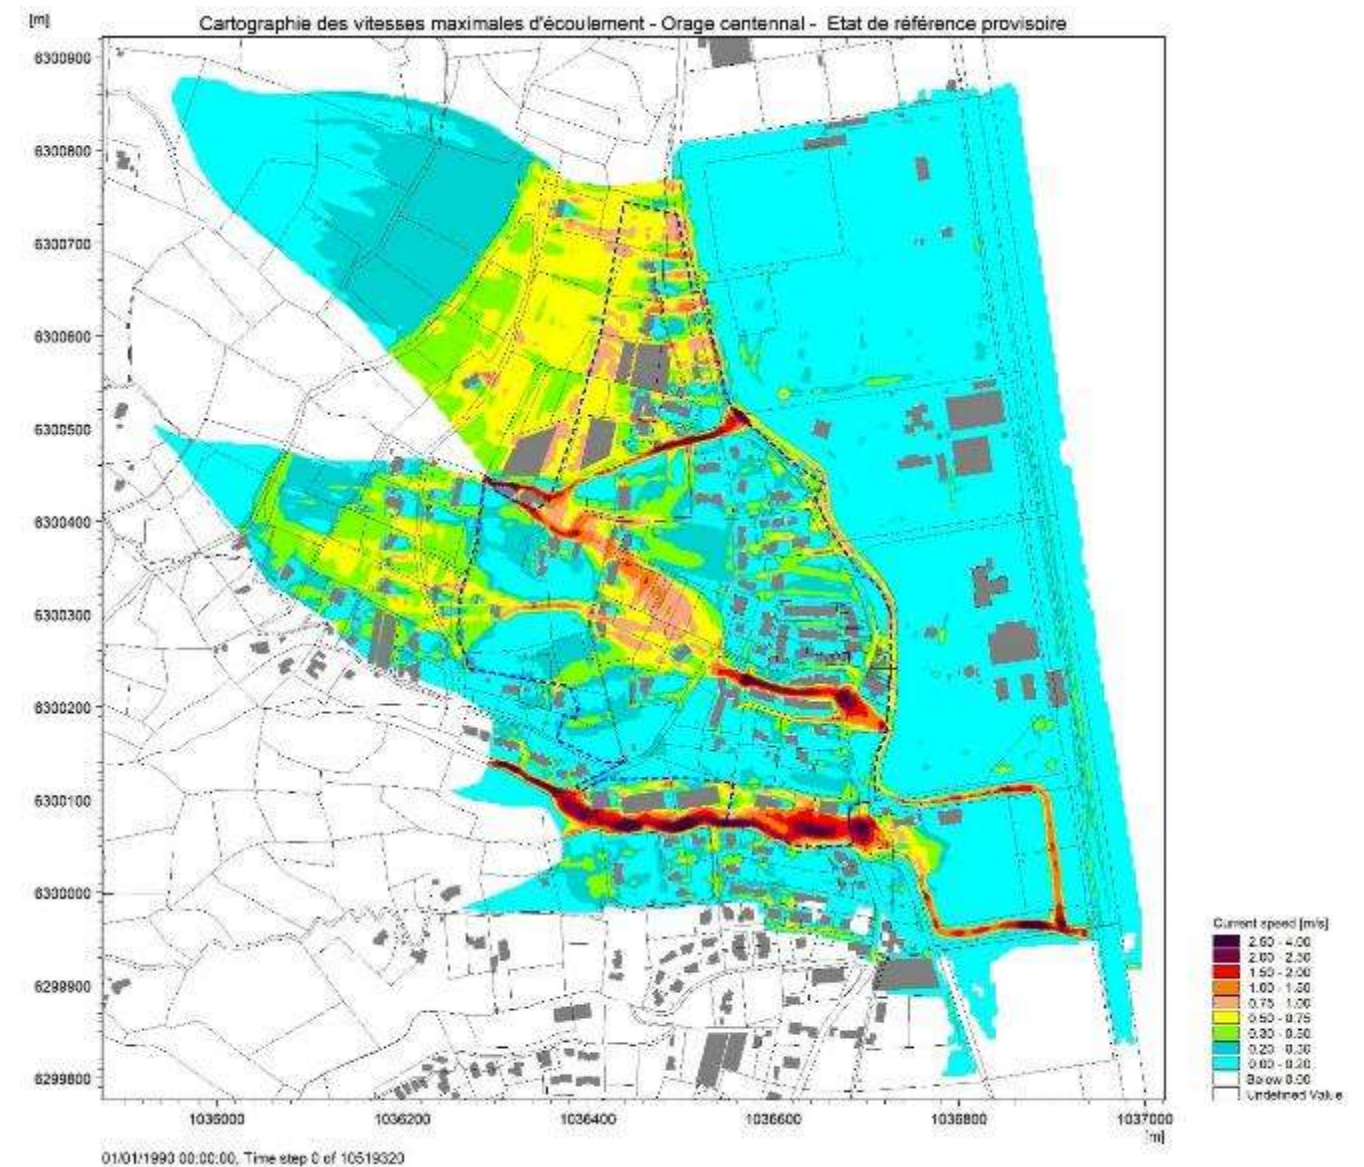 [m]
Cartographie des vitesses maximales d'écoulement - Orage centennal - Etat de référence provisoire
6300900
6300800
6300700
6300600
6300500
6300400
6300300
6300200
6300100
6300000
6299900
6299800
1036000 1036200 1036400 1036600 1036800 1037000
[m]
01/01/1990 00:00:00, Time step 0 of 10519320
Current speed [m/s]
2.50 - 4.00
2.00 - 2.50
1.50 - 2.00
1.00 - 1.50
0.75 - 1.00
0.50 - 0.75
0.30 - 0.50
0.20 - 0.30
0.00 - 0.20
Below 0.00
Undefined Value